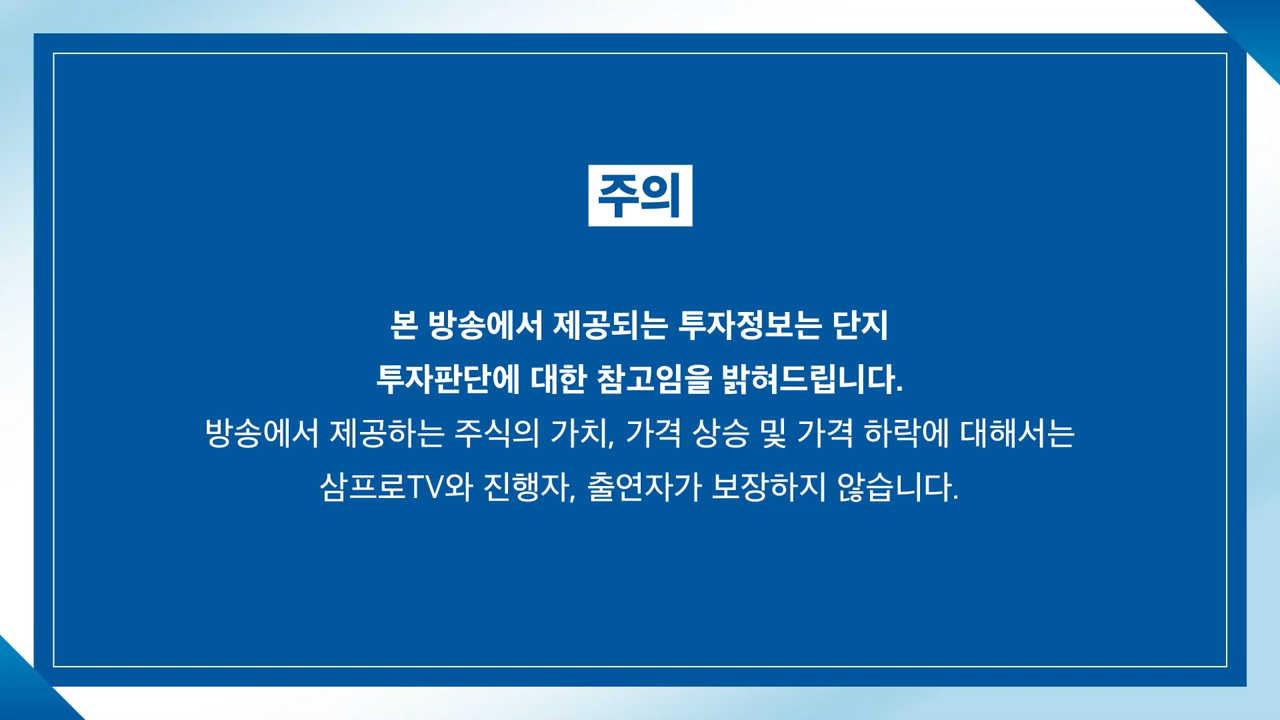 주의
본 방송에서 제공되는 투자정보는 단지
투자판단에 대한 참고임을 밝혀드립니다.
방송에서 제공하는 주식의 가치, 가격 상승 및 가격 하락에 대해서는
삼프로TV와 진행자, 출연자가 보장하지 않습니다.